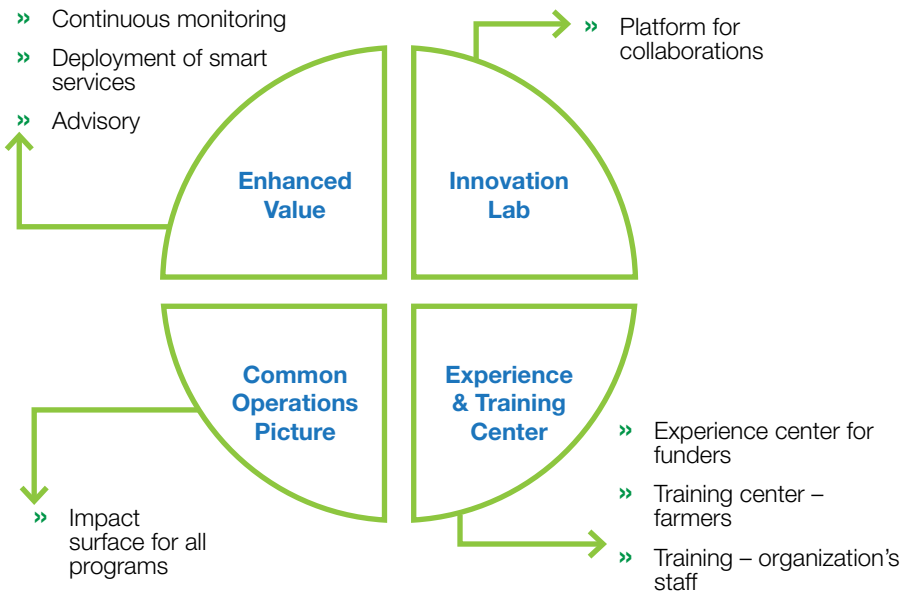 » Continuous monitoring
» Deployment of smart
services
» Advisory
» Platform for
collaborations
Enhanced
Value
Innovation
Lab
Common
Operations
Picture
Experience
& Training
Center
» Impact
surface for all
programs
» Experience center for
funders
» Training center –
farmers
» Training – organization’s
staff